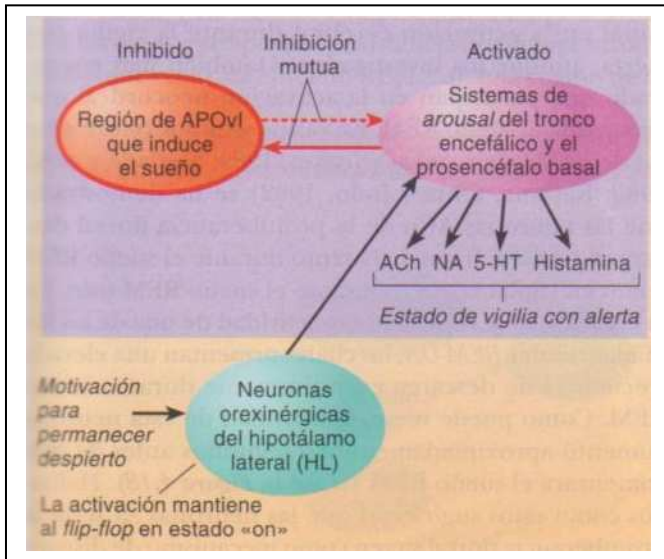 Inhibido
Inhibición
mutua
Activado
Región de APOvl
que induce
el sueño
Sistemas de
arousal del tronco
encefálico y el
prosencéfalo basal
ACh NA 5-HT Histamina
Estado de vigilia con alerta
Motivación
para
permanecer
despierto
Neuronas
orexinérgicas
del hipotálamo
lateral (HL)
La activación mantiene
al flip-flop en estado «on»